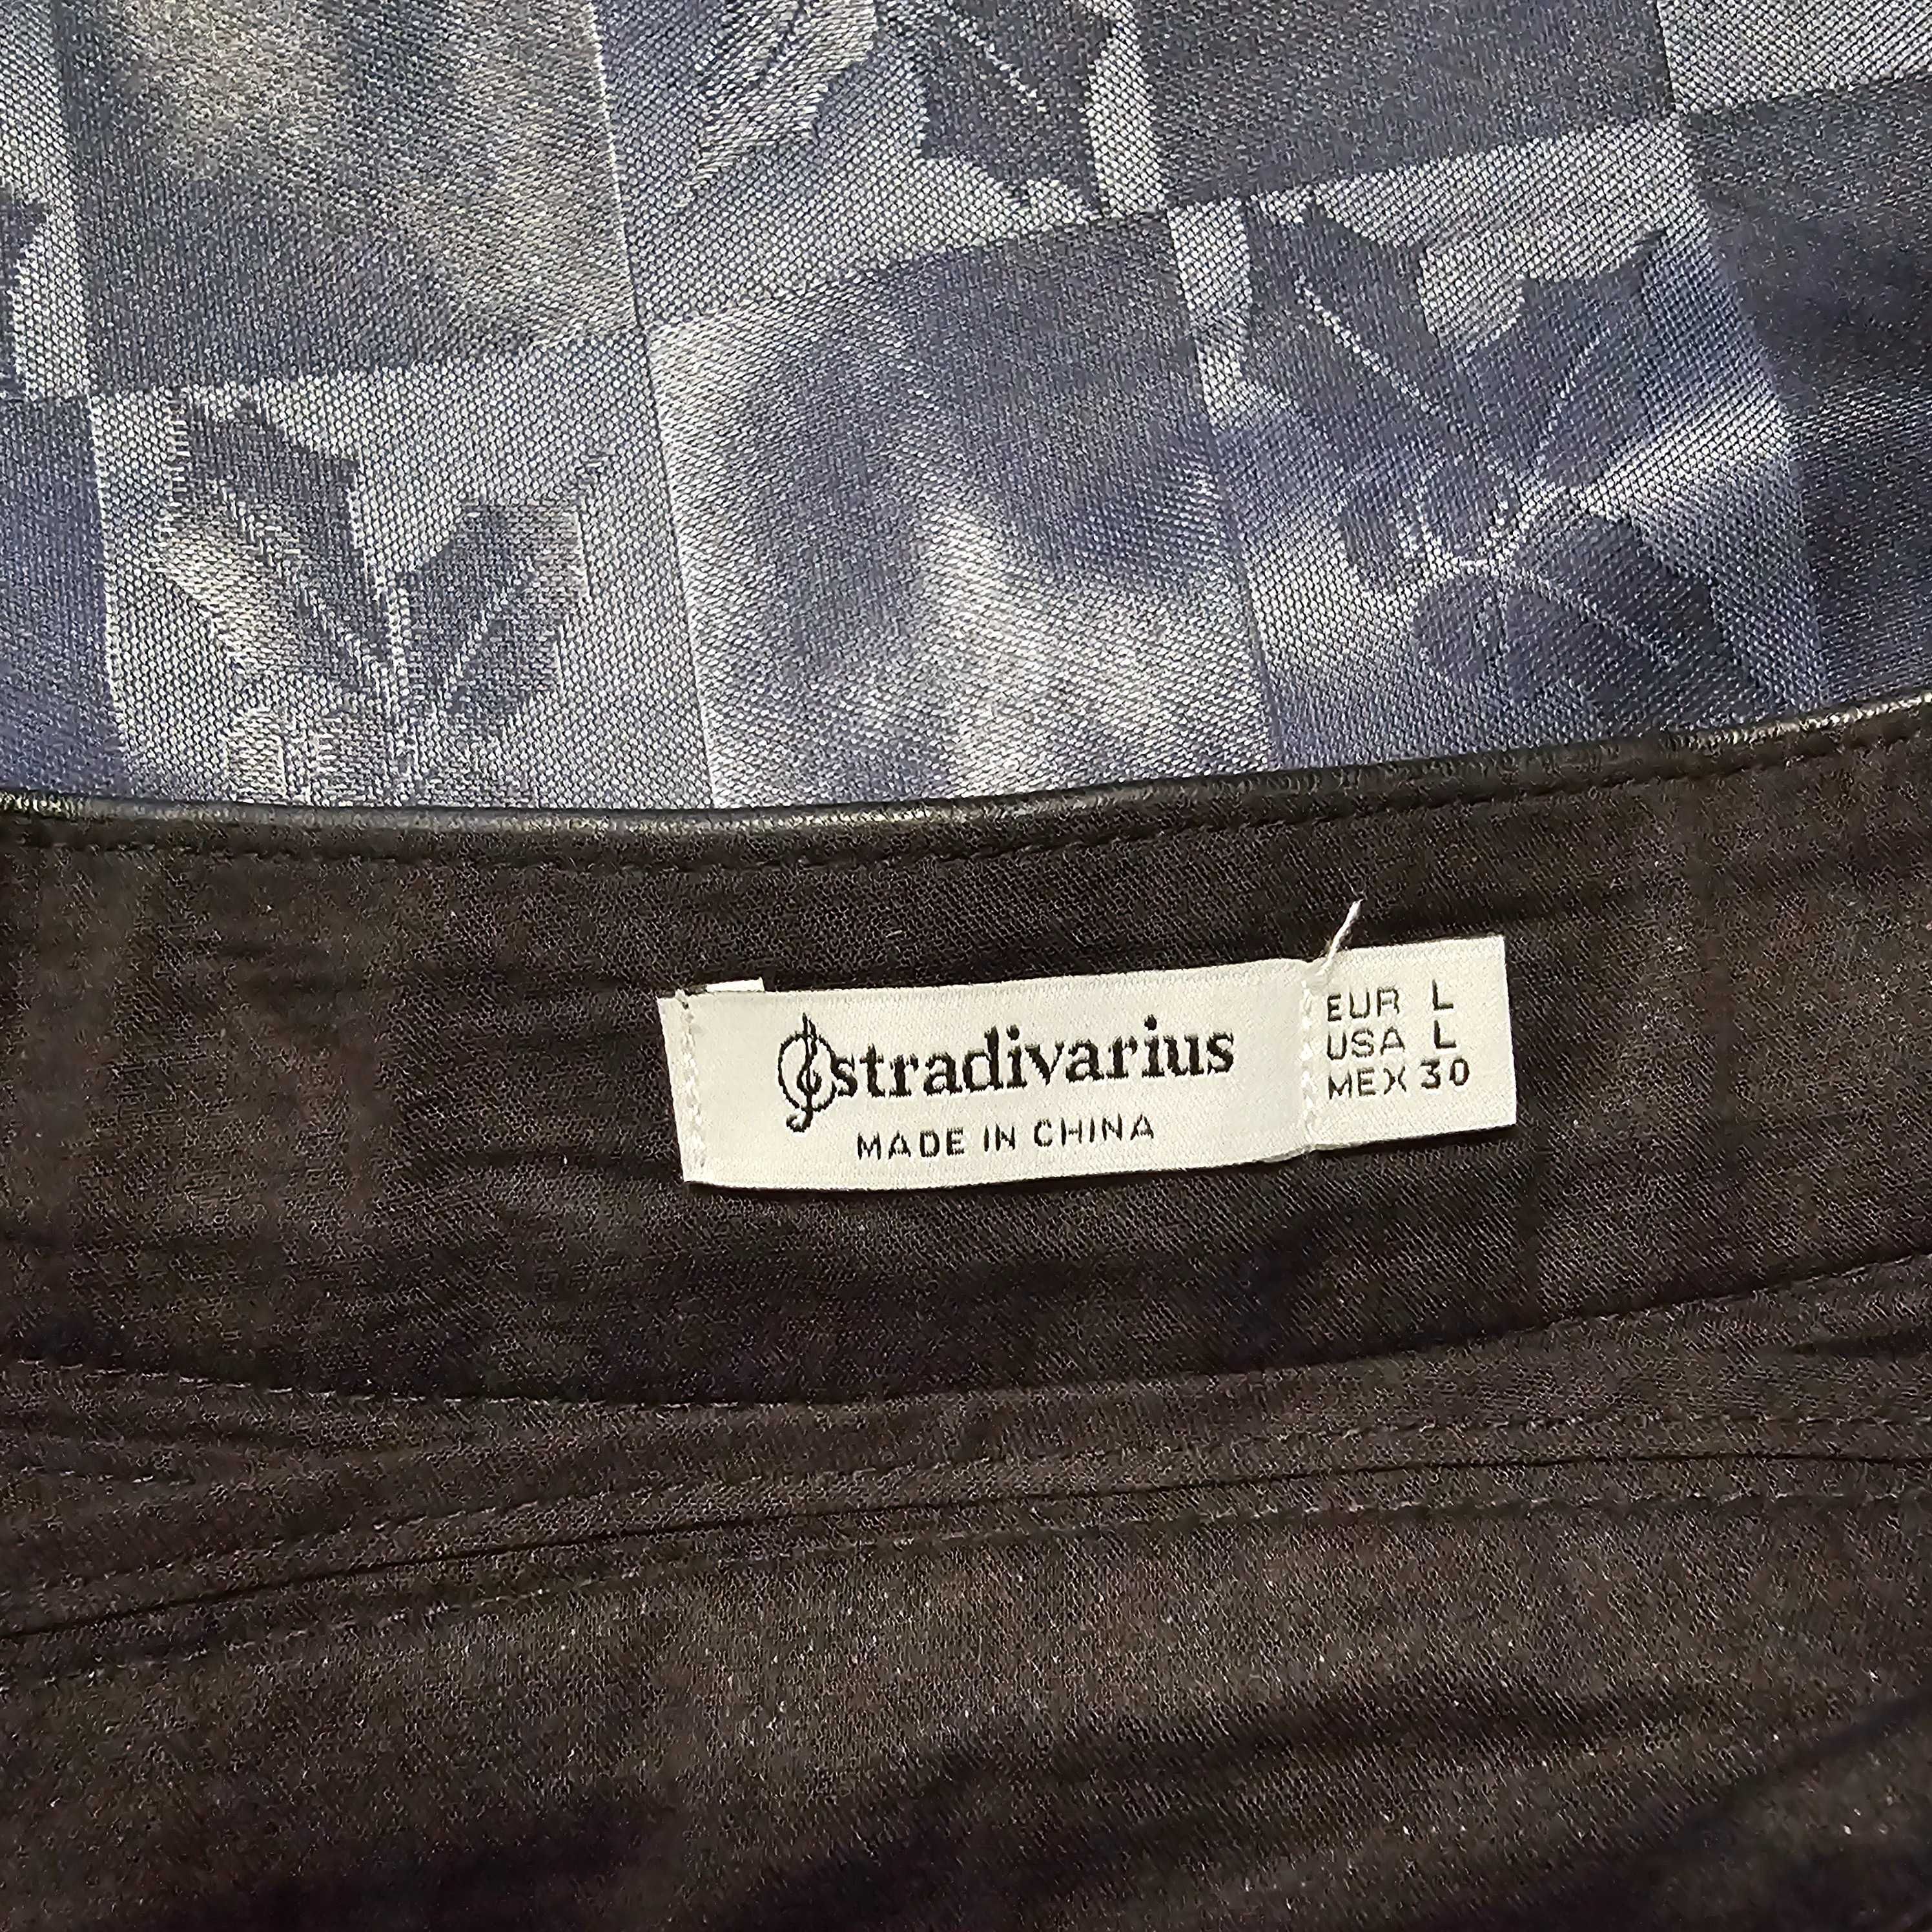 stradivarius
MADE IN CHINA
EUR L
USA L
MEX 30